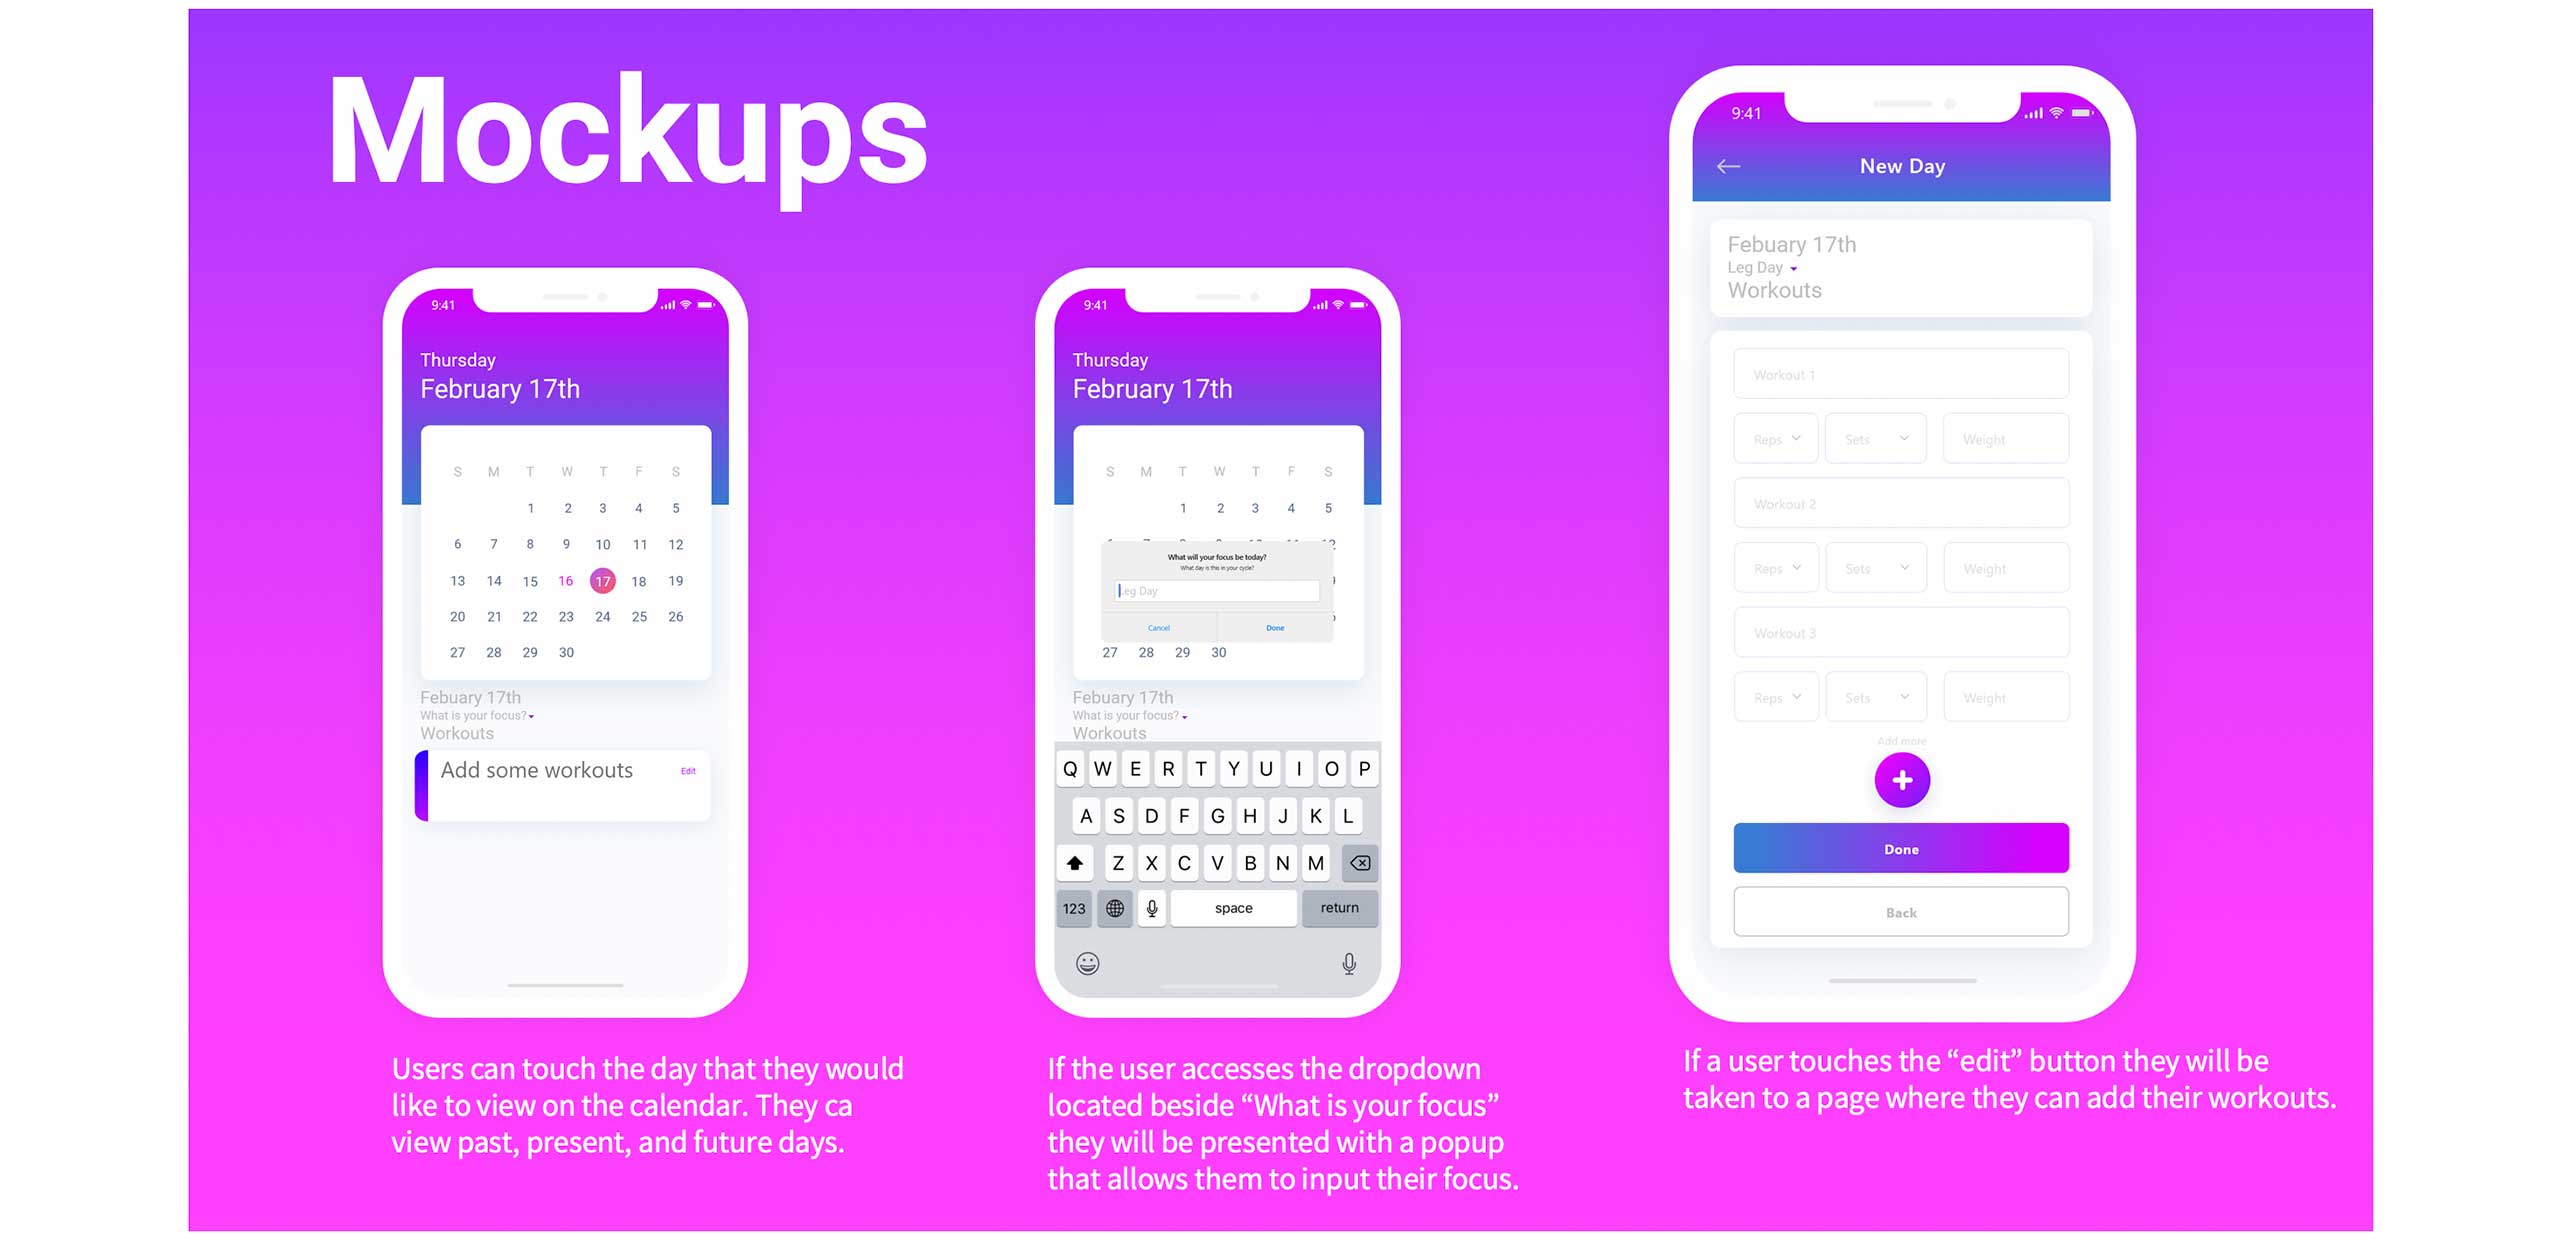 Mockups
9:41
Thursday
February 17th
S M T W T F S
1 2 3 4 5
6 7 8 9 10 11 12
13 14 15 16 17 18 19
20 21 22 23 24 25 26
27 28 29 30
Febuary 17th
What is your focus?
Workouts
Add some workouts Edit
Users can touch the day that they would
like to view on the calendar. They ca
view past, present, and future days.
9:41
Thursday
February 17th
S M T W T F S
1 2 3 4 5
What will your focus be today?
What day is this in your cycle?
Leg Day
Cancel Done
27 28 29 30
Febuary 17th
What is your focus?
Workouts
Q W E R T Y U I O P
A S D F G H J K L
Z X C V B N M
123 space return
If the user accesses the dropdown
located beside “What is your focus”
they will be presented with a popup
that allows them to input their focus.
9:41
New Day
Febuary 17th
Leg Day
Workouts
Workout 1
Reps Sets Weight
Workout 2
Reps Sets Weight
Workout 3
Reps Sets Weight
Add more
Done
Back
If a user touches the “edit” button they will be
taken to a page where they can add their workouts.